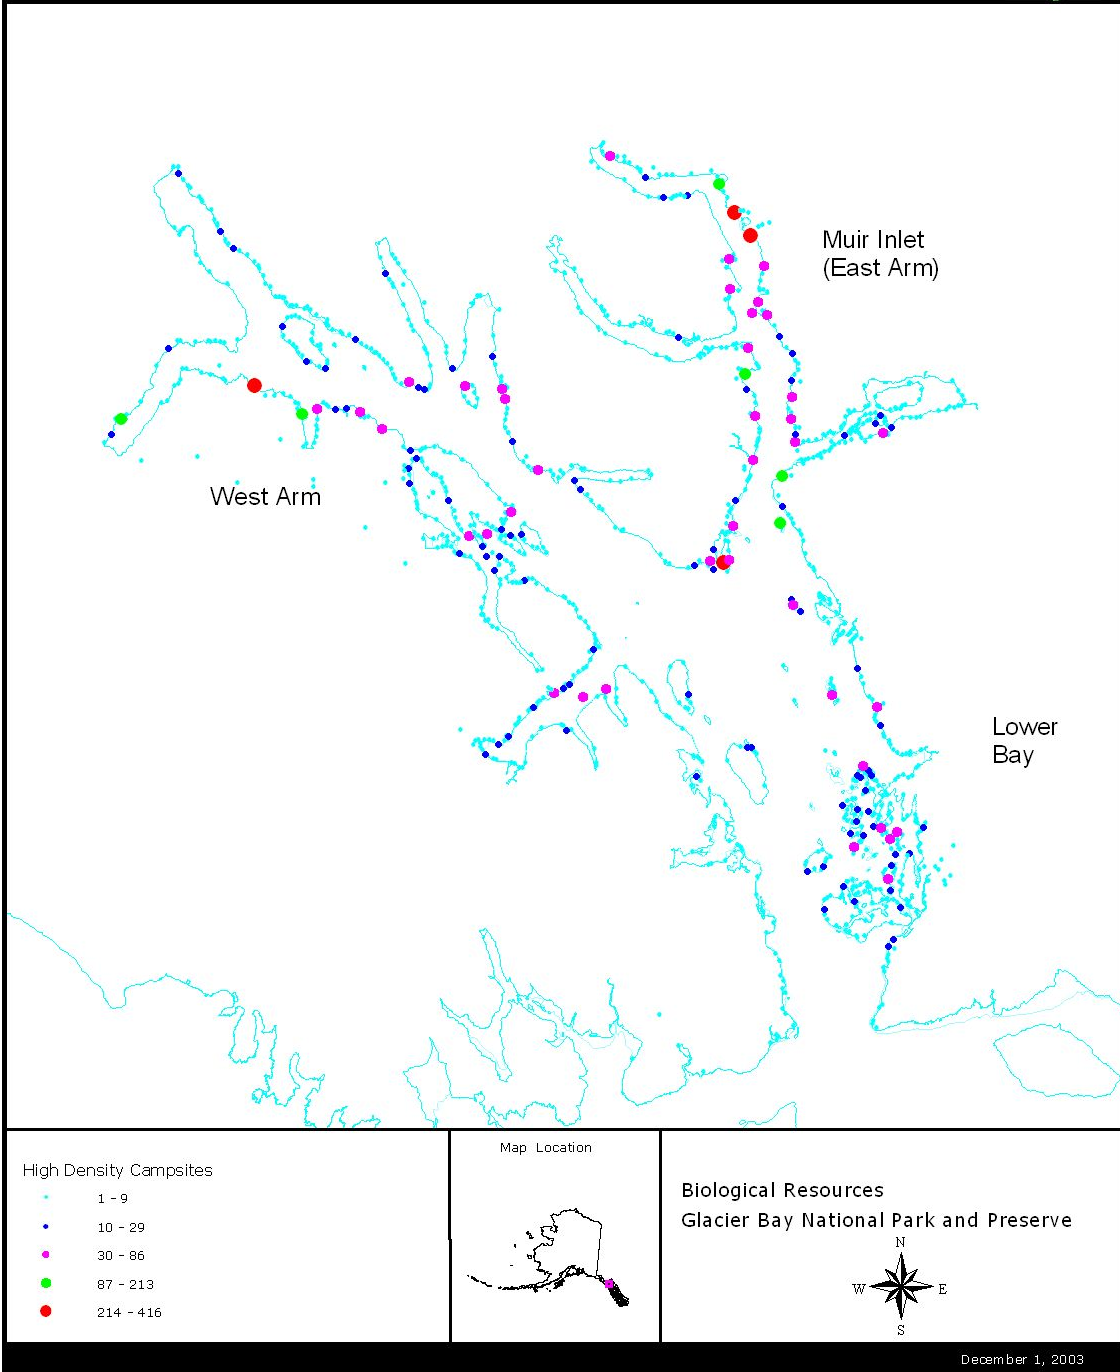 Muir Inlet
(East Arm)
West Arm
Lower
Bay
High Density Campsites
1 - 9
10 - 29
30 - 86
87 - 213
214 - 416
Map Location
Biological Resources
Glacier Bay National Park and Preserve
N
W E
S
December 1, 2003